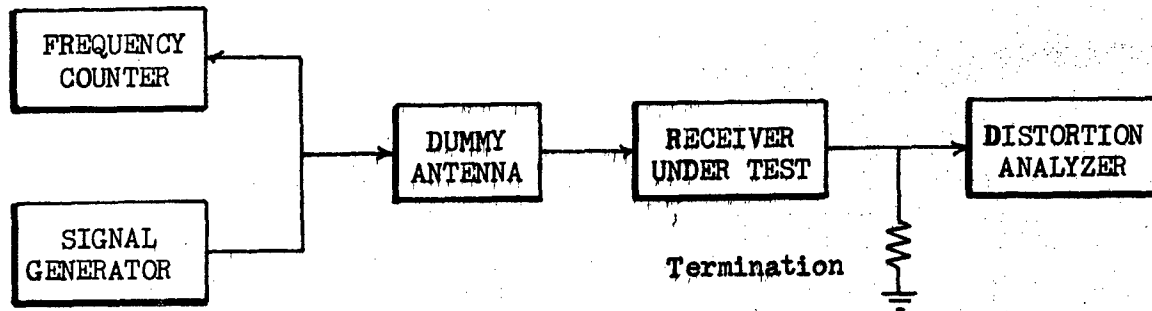 FREQUENCY
COUNTER
SIGNAL
GENERATOR
DUMMY
ANTENNA
RECEIVER
UNDER TEST
Termination
DISTORTION
ANALYZER